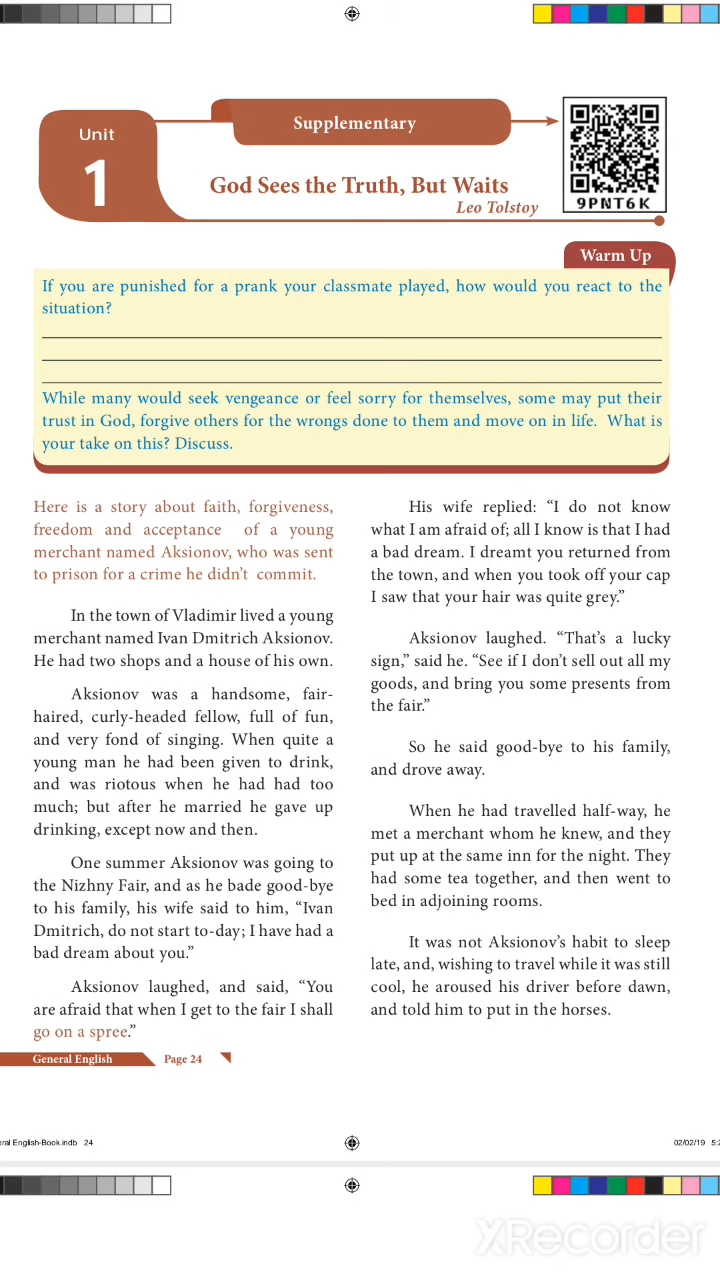 Supplementary
Unit
1
God Sees the Truth, But Waits
Leo Tolstoy
9PNT6K
Warm Up
If you are punished for a prank your classmate played, how would you react to the
situation?
While many would seek vengeance or feel sorry for themselves, some may put their
trust in God, forgive others for the wrongs done to them and move on in life. What is
your take on this? Discuss.
Here is a story about faith, forgiveness,
freedom and acceptance of a young
merchant named Aksionov, who was sent
to prison for a crime he didn't commit.
In the town of Vladimir lived a young
merchant named Ivan Dmitrich Aksionov.
He had two shops and a house of his own.
Aksionov was a handsome, fair-
haired, curly-headed fellow, full of fun,
and very fond of singing. When quite a
young man he had been given to drink,
and was riotous when he had had too
much; but after he married he gave up
drinking, except now and then.
One summer Aksionov was going to
the Nizhny Fair, and as he bade good-bye
to his family, his wife said to him, “Ivan
Dmitrich, do not start to-day; I have had a
bad dream about you.”
Aksionov laughed, and said, “You
are afraid that when I get to the fair I shall
go on a spree.”
His wife replied: “I do not know
what I am afraid of; all I know is that I had
a bad dream. I dreamt you returned from
the town, and when you took off your cap
I saw that your hair was quite grey.”
Aksionov laughed. “That’s a lucky
sign,” said he. “See if I don’t sell out all my
goods, and bring you some presents from
the fair.”
So he said good-bye to his family,
and drove away.
When he had travelled half-way, he
met a merchant whom he knew, and they
put up at the same inn for the night. They
had some tea together, and then went to
bed in adjoining rooms.
It was not Aksionov’s habit to sleep
late, and, wishing to travel while it was still
cool, he aroused his driver before dawn,
and told him to put in the horses.
General English Page 24
eral English-Book.indb 24
02/02/19 5:2
XRecorder